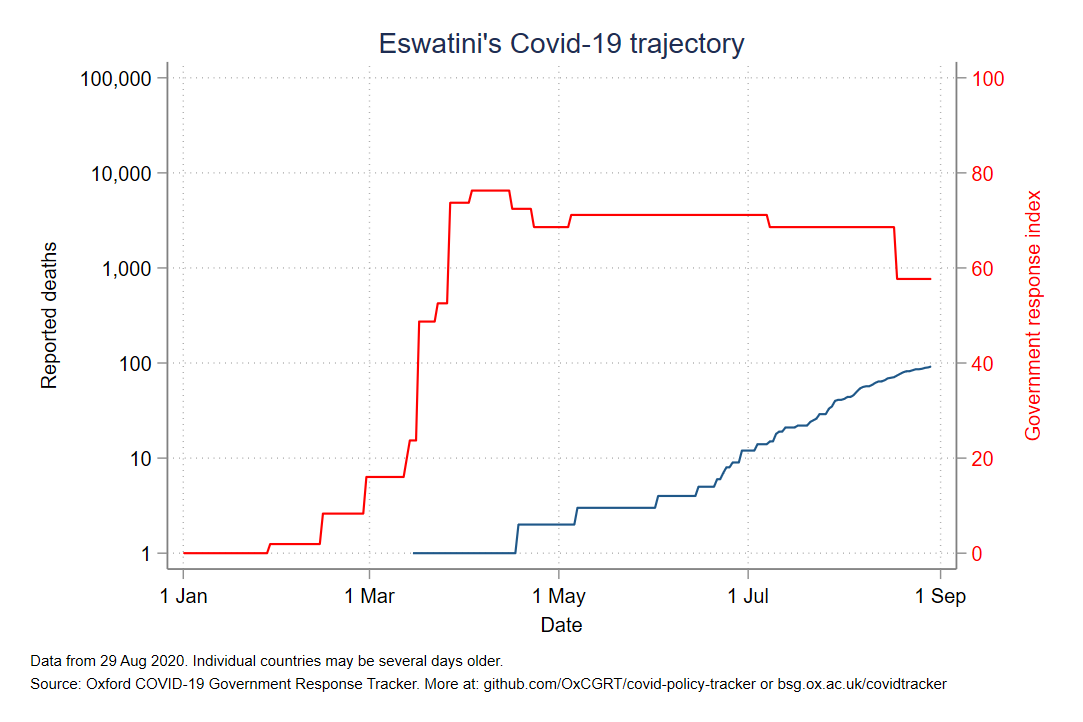 Eswatini's Covid-19 trajectory
100,000
10,000
1,000
100
10
1
Reported deaths
100
80
60
40
20
0
Government response index
1 Jan
1 Mar
1 May
1 Jul
1 Sep
Date
Data from 29 Aug 2020. Individual countries may be several days older.
Source: Oxford COVID-19 Government Response Tracker. More at: github.com/OxCGRT/covid-policy-tracker or bsg.ox.ac.uk/covidtracker